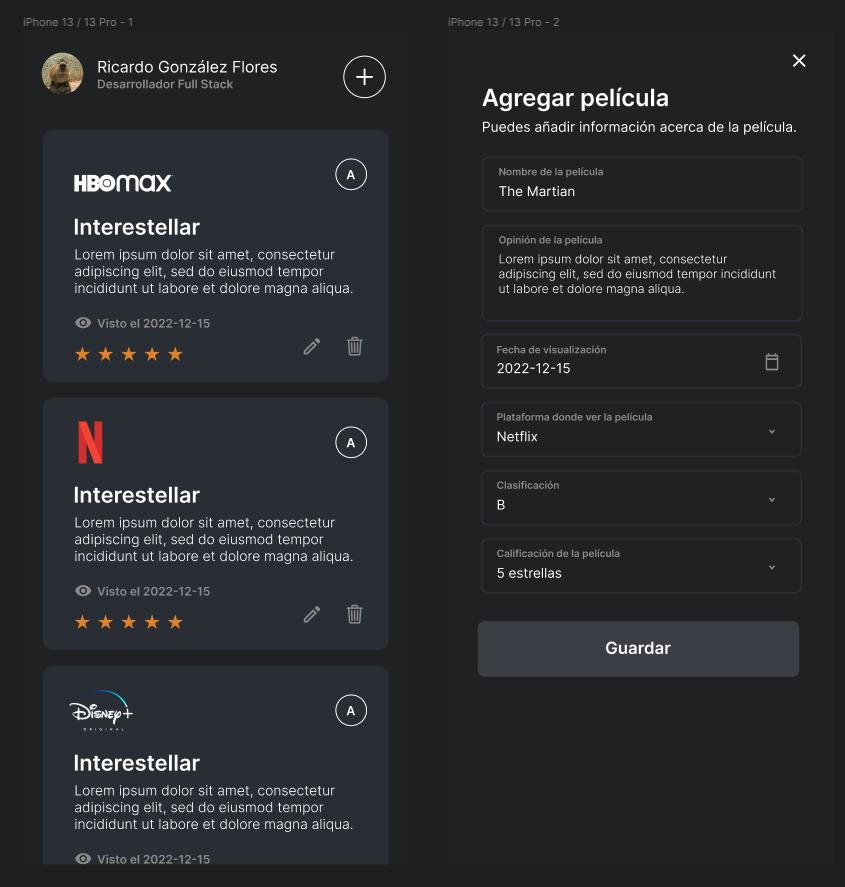 iPhone 13 / 13 Pro - 1
Ricardo González Flores
Desarrollador Full Stack
HBOmax
A
Interestellar
Lorem ipsum dolor sit amet, consectetur
adipiscing elit, sed do eiusmod tempor
incididunt ut labore et dolore magna aliqua.
Visto el 2022-12-15
N
A
Interestellar
Lorem ipsum dolor sit amet, consectetur
adipiscing elit, sed do eiusmod tempor
incididunt ut labore et dolore magna aliqua.
Visto el 2022-12-15
Disney+
ORIGINAL
A
Interestellar
Lorem ipsum dolor sit amet, consectetur
adipiscing elit, sed do eiusmod tempor
incididunt ut labore et dolore magna aliqua.
Visto el 2022-12-15
iPhone 13 / 13 Pro - 2
Agregar película
Puedes añadir información acerca de la película.
Nombre de la película
The Martian
Opinión de la película
Lorem ipsum dolor sit amet, consectetur
adipiscing elit, sed do eiusmod tempor incididunt
ut labore et dolore magna aliqua.
Fecha de visualización
2022-12-15
Plataforma donde ver la película
Netflix
Clasificación
B
Calificación de la película
5 estrellas
Guardar